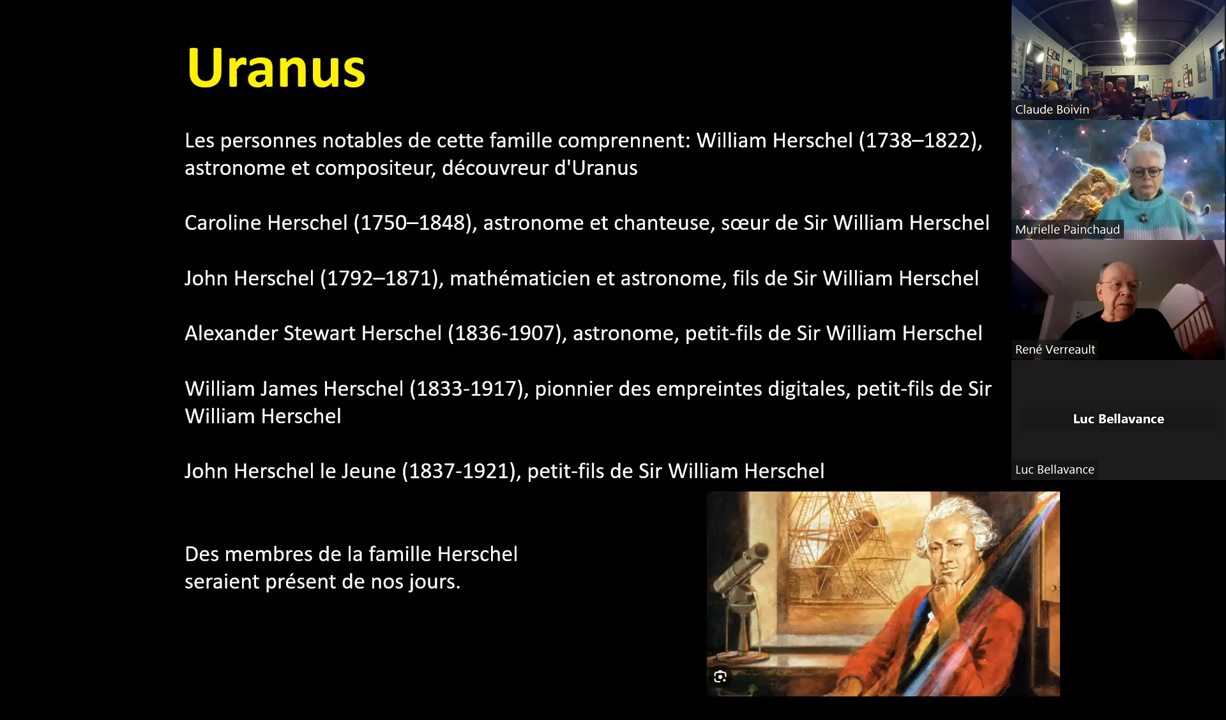 Uranus
Les personnes notables de cette famille comprennent: William Herschel (1738–1822),
astronome et compositeur, découvreur d'Uranus
Caroline Herschel (1750–1848), astronome et chanteuse, sœur de Sir William Herschel
John Herschel (1792–1871), mathématicien et astronome, fils de Sir William Herschel
Alexander Stewart Herschel (1836-1907), astronome, petit-fils de Sir William Herschel
William James Herschel (1833-1917), pionnier des empreintes digitales, petit-fils de Sir
William Herschel
John Herschel le Jeune (1837-1921), petit-fils de Sir William Herschel
Des membres de la famille Herschel
seraient présent de nos jours.
Claude Boivin
Murielle Painchaud
René Verreault
Luc Bellavance
Luc Bellavance